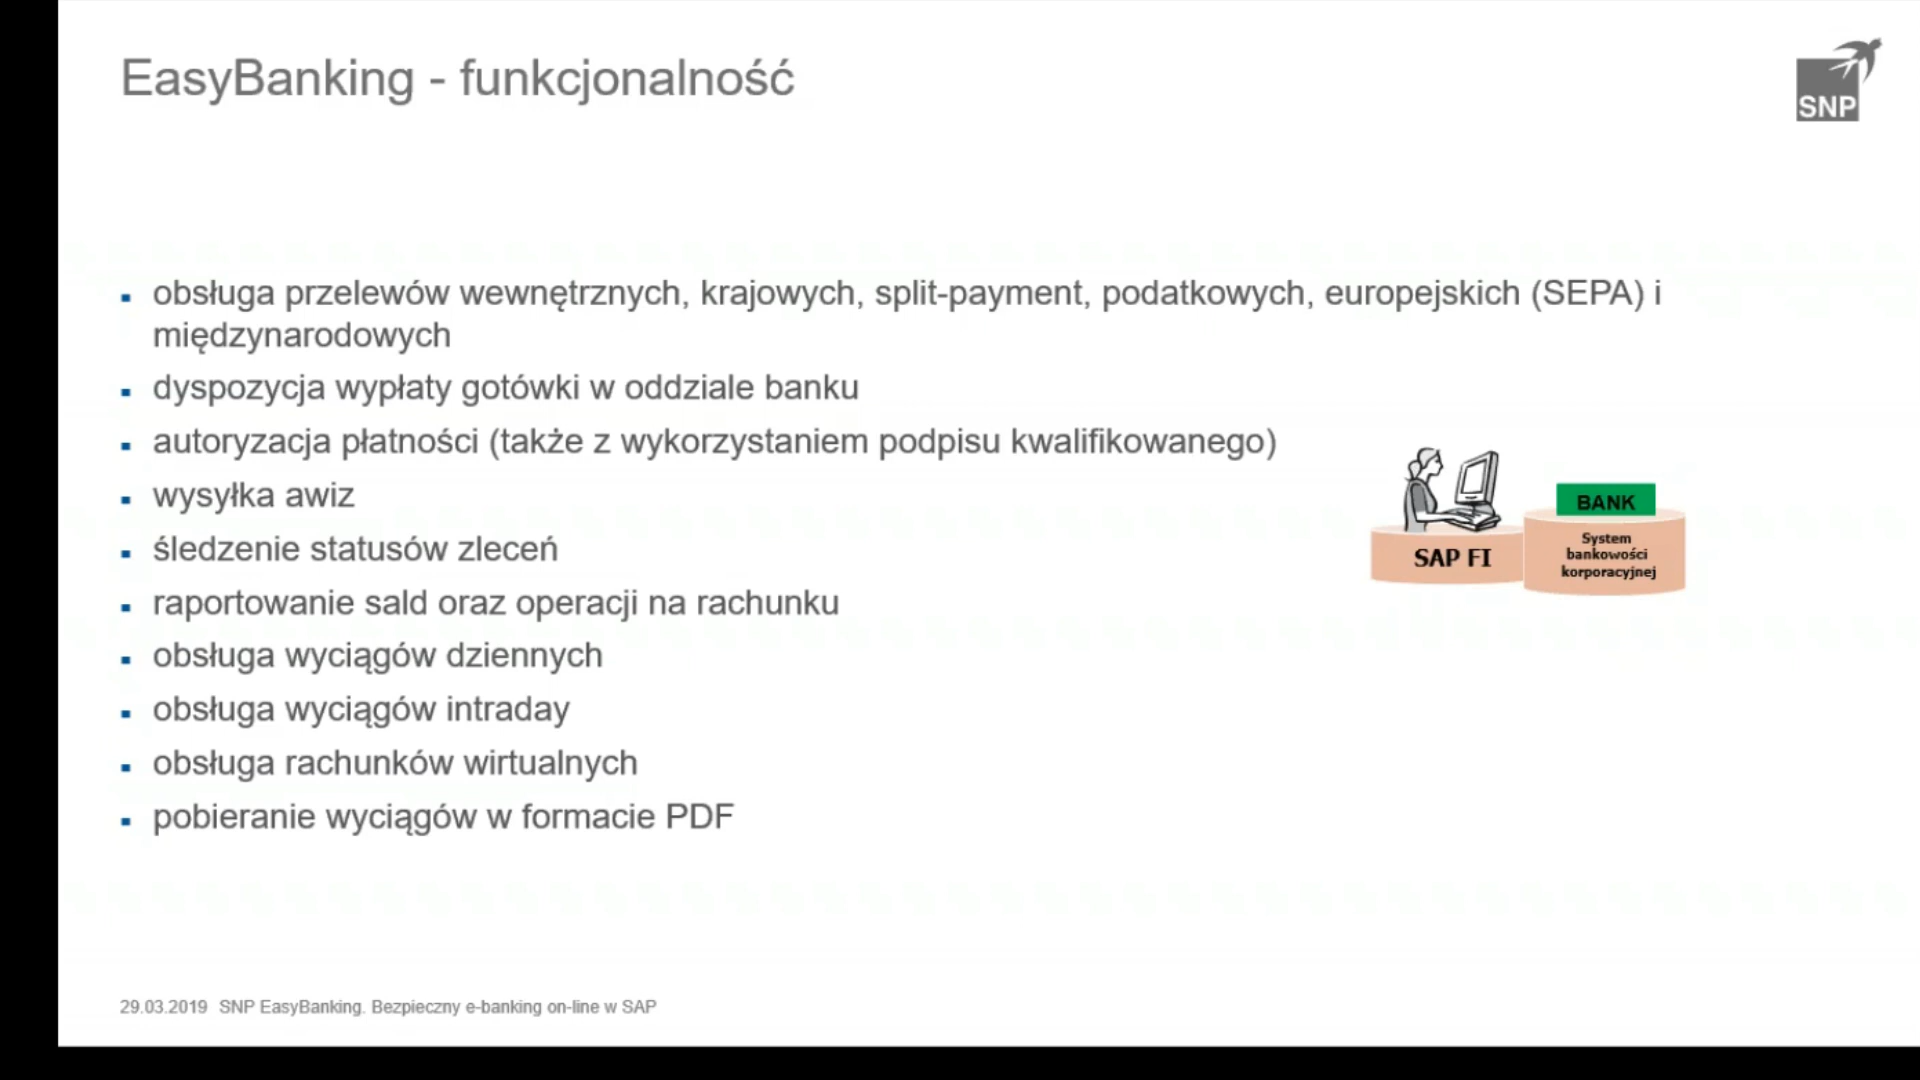 EasyBanking - funkcjonalność
SNP
▪ obsługa przelewów wewnętrznych, krajowych, split-payment, podatkowych, europejskich (SEPA) i
międzynarodowych
▪ dyspozycja wypłaty gotówki w oddziale banku
▪ autoryzacja płatności (także z wykorzystaniem podpisu kwalifikowanego)
▪ wysyłka awiz
▪ śledzenie statusów zleceń
▪ raportowanie sald oraz operacji na rachunku
▪ obsługa wyciągów dziennych
▪ obsługa wyciągów intraday
▪ obsługa rachunków wirtualnych
▪ pobieranie wyciągów w formacie PDF
SAP FI
BANK
System
bankowości
korporacyjnej
29.03.2019 SNP EasyBanking. Bezpieczny e-banking on-line w SAP